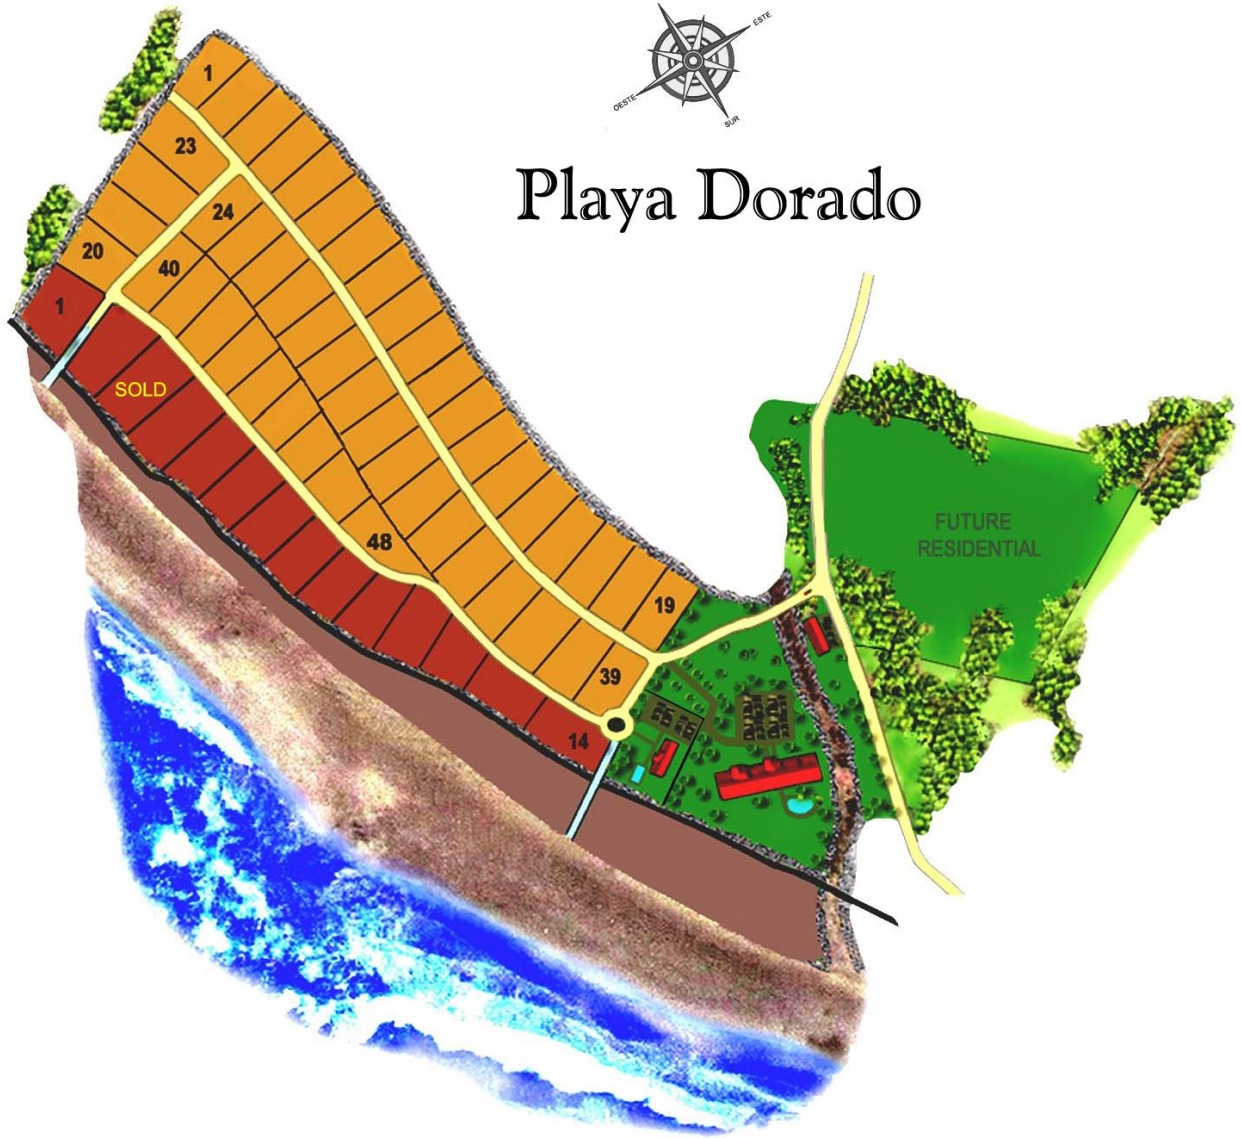 ESTE
OESTE
SUR
Playa Dorado
1
23
24
20
40
1
SOLD
FUTURE
RESIDENTIAL
48
19
39
14